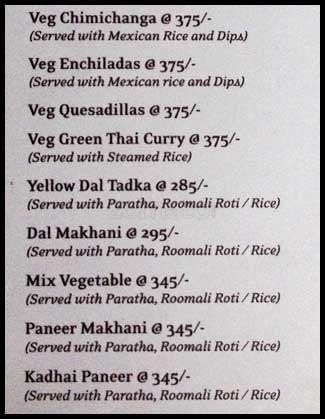 Veg Chimichanga @ 375/-
(Served with Mexican Rice and Dips)
Veg Enchiladas @ 375/-
(Served with Mexican rice and Dips)
Veg Quesadillas @ 375/-
Veg Green Thai Curry @ 375/-
(Served with Steamed Rice)
Yellow Dal Tadka @ 285/-
(Served with Paratha, Roomali Roti / Rice)
Dal Makhani @ 295/-
(Served with Paratha, Roomali Roti / Rice)
Mix Vegetable @ 345/-
(Served with Paratha, Roomali Roti / Rice)
Paneer Makhani @ 345/-
(Served with Paratha, Roomali Roti / Rice)
Kadhai Paneer @ 345/-
(Served with Paratha, Roomali Roti / Rice)